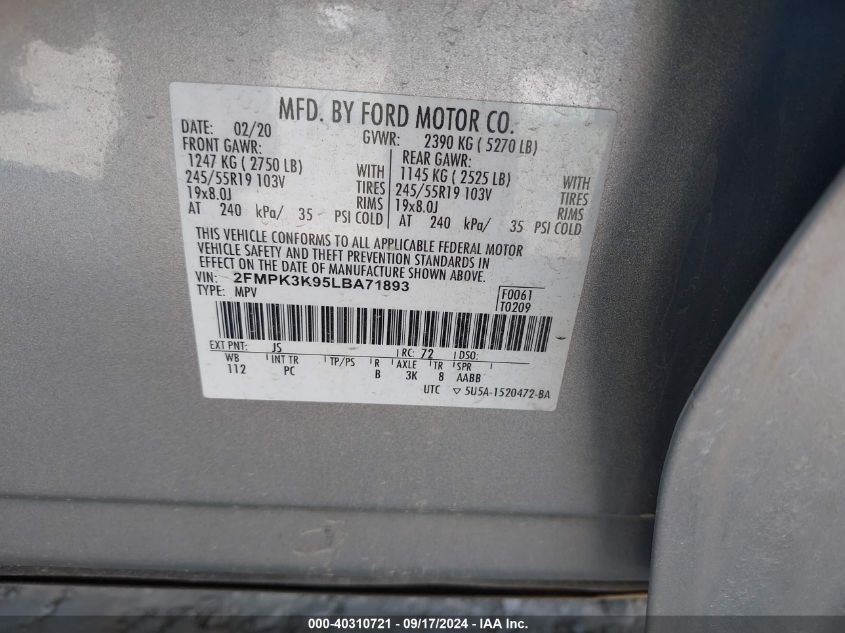 MFD. BY FORD MOTOR CO.
DATE: 02/20 GVWR: 2390 KG ( 5270 LB)
FRONT GAWR: REAR GAWR:
1247 KG ( 2750 LB) WITH 1145 KG ( 2525 LB) WITH
245/55R19 103V TIRES 245/55R19 103V TIRES
19x8.0J RIMS 19x8.0J RIMS
AT 240 kPa/ 35 PSI COLD AT 240 kPa/ 35 PSI COLD
THIS VEHICLE CONFORMS TO ALL APPLICABLE FEDERAL MOTOR
VEHICLE SAFETY AND THEFT PREVENTION STANDARDS IN
EFFECT ON THE DATE OF MANUFACTURE SHOWN ABOVE.
VIN: 2FMPK3K95LBA71893 F0061
TYPE: MPV T0209
EXT PNT: JS RC: 72 DSO:
WB INT TR TP/PS R AXLE TR SPR
112 PC B 3K 8 AABB
UTC ▽ 5U5A-1520472-BA
000-40310721 - 09/17/2024 - IAAI.com